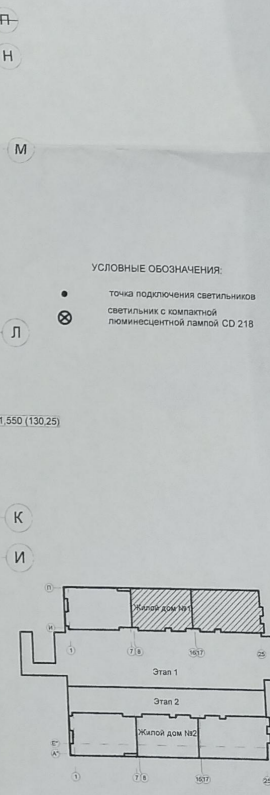 П
Н
М
УСЛОВНЫЕ ОБОЗНАЧЕНИЯ:
точка подключения светильников
светильник с компактной
люминесцентной лампой CD 218
Л
1,550 (130,25)
К
И
П
Жилой дом №1
И
1 7 8 16 17 25
Этап 1
Этап 2
Жилой дом №2
Е"
А"
1 7 8 16 17 25